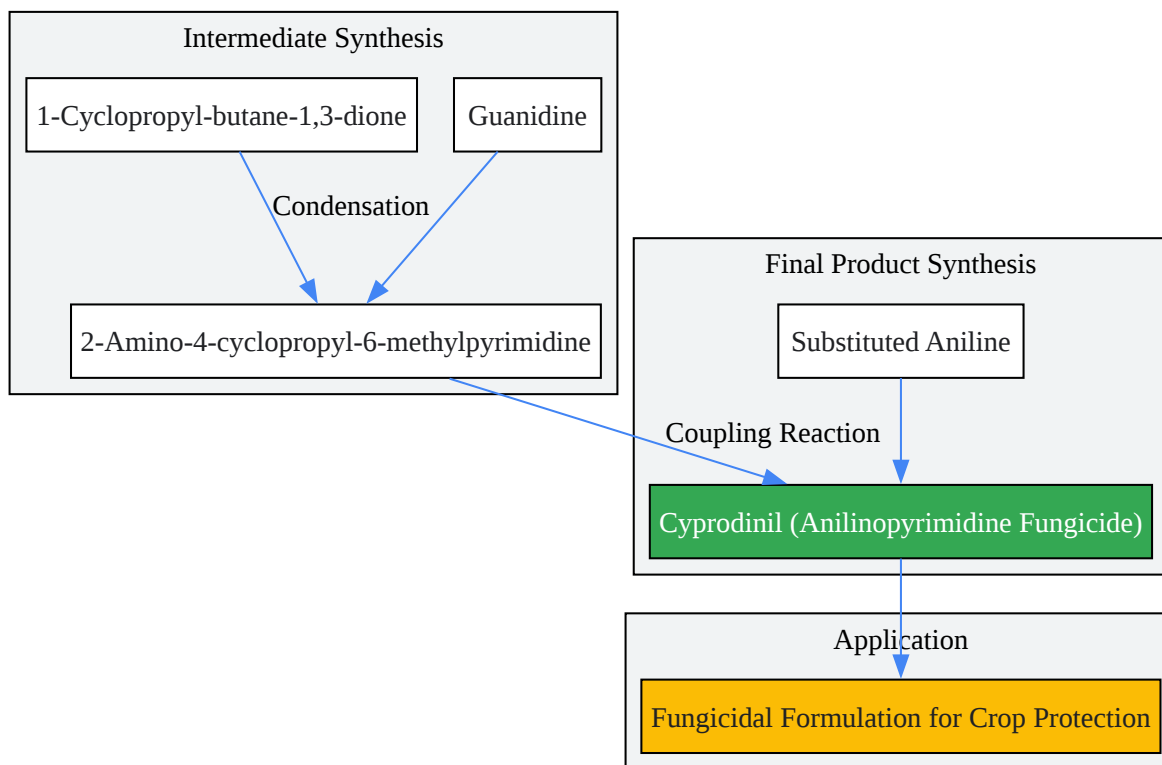 Intermediate Synthesis
1-Cyclopropyl-butane-1,3-dione
Guanidine
Condensation
2-Amino-4-cyclopropyl-6-methylpyrimidine
Final Product Synthesis
Substituted Aniline
Coupling Reaction
Cyprodinil (Anilinopyrimidine Fungicide)
Application
Fungicidal Formulation for Crop Protection